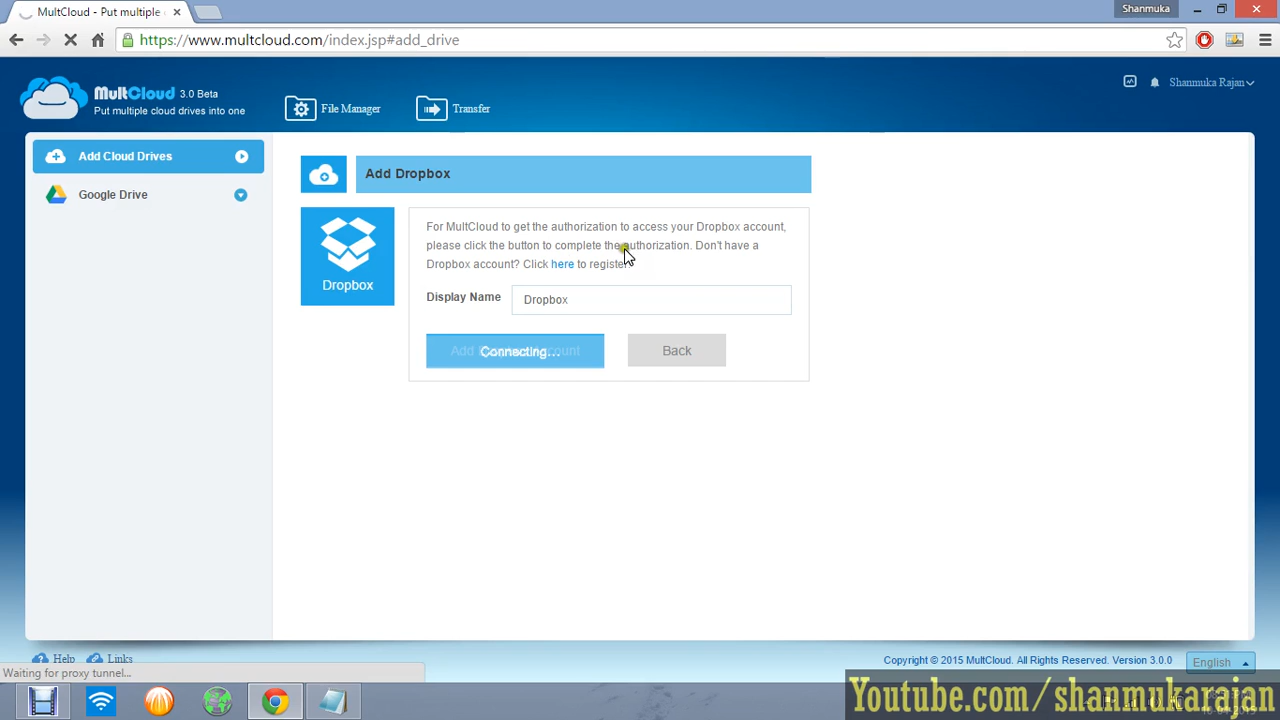 MultCloud - Put multiple
Shanmuka
https://www.multcloud.com/index.jsp#add_drive
MultCloud 3.0 Beta
Put multiple cloud drives into one
File Manager
Transfer
Shanmuka Rajan
Add Cloud Drives
Google Drive
Add Dropbox
Dropbox
For MultCloud to get the authorization to access your Dropbox account,
please click the button to complete the authorization. Don't have a
Dropbox account? Click here to register.
Display Name
Dropbox
Connecting...
Back
Help
Links
Copyright © 2015 MultCloud. All Rights Reserved. Version 3.0.0
English
Waiting for proxy tunnel...
Youtube.com/shanmukarajan